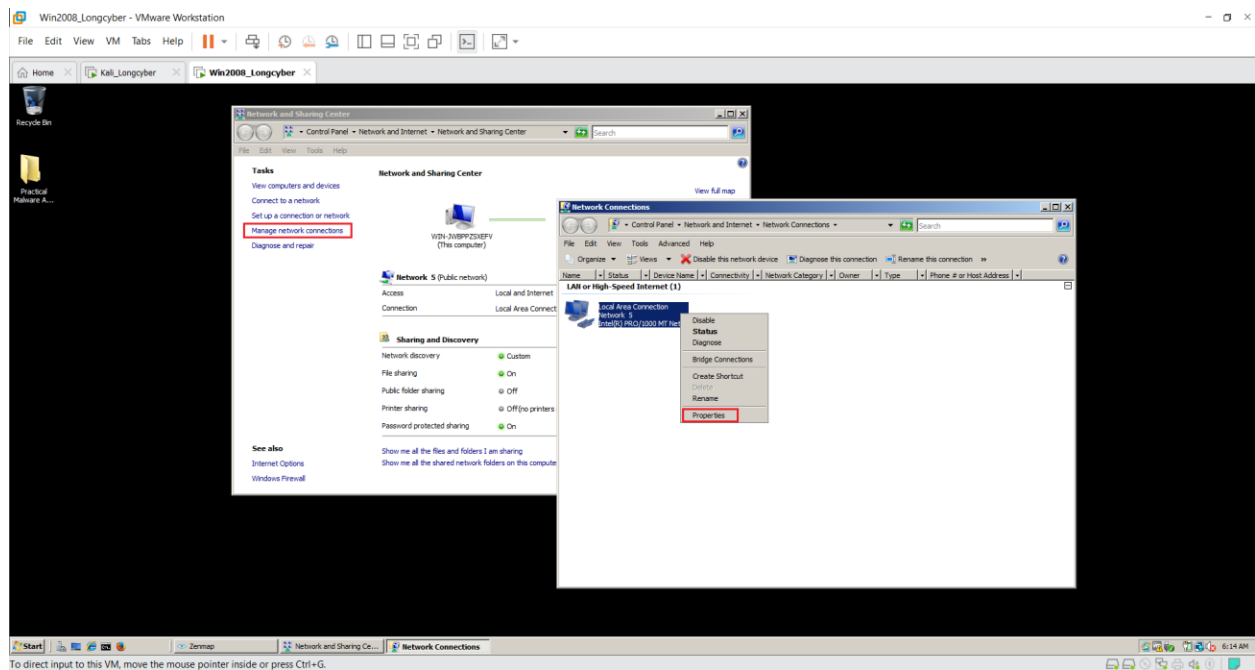 Win2008_Longcyber - VMware Workstation
File Edit View VM Tabs Help
Home
Kali_Longcyber
Win2008_Longcyber
Recycle Bin
Practical
Malware A...
Network and Sharing Center
Control Panel Network and Internet Network and Sharing Center
Search
File Edit View Tools Help
Tasks
View computers and devices
Connect to a network
Set up a connection or network
Manage network connections
Diagnose and repair
See also
Internet Options
Windows Firewall
Network and Sharing Center
View full map
WIN-JWBPPZSXEFV
(This computer)
Network 5 (Public network)
Access Local and Internet
Connection Local Area Connect
Sharing and Discovery
Network discovery Custom
File sharing On
Public folder sharing Off
Printer sharing Off (no printers
Password protected sharing On
Show me all the files and folders I am sharing
Show me all the shared network folders on this compute
Network Connections
Control Panel Network and Internet Network Connections
Search
File Edit View Tools Advanced Help
Organize Views Disable this network device Diagnose this connection Rename this connection »
Name Status Device Name Connectivity Network Category Owner Type Phone # or Host Address
LAN or High-Speed Internet (1)
Local Area Connection
Network 5
Intel(R) PRO/1000 MT Net
Disable
Status
Diagnose
Bridge Connections
Create Shortcut
Delete
Rename
Properties
Start
Zenmap
Network and Sharing Ce...
Network Connections
6:14 AM
To direct input to this VM, move the mouse pointer inside or press Ctrl+G.